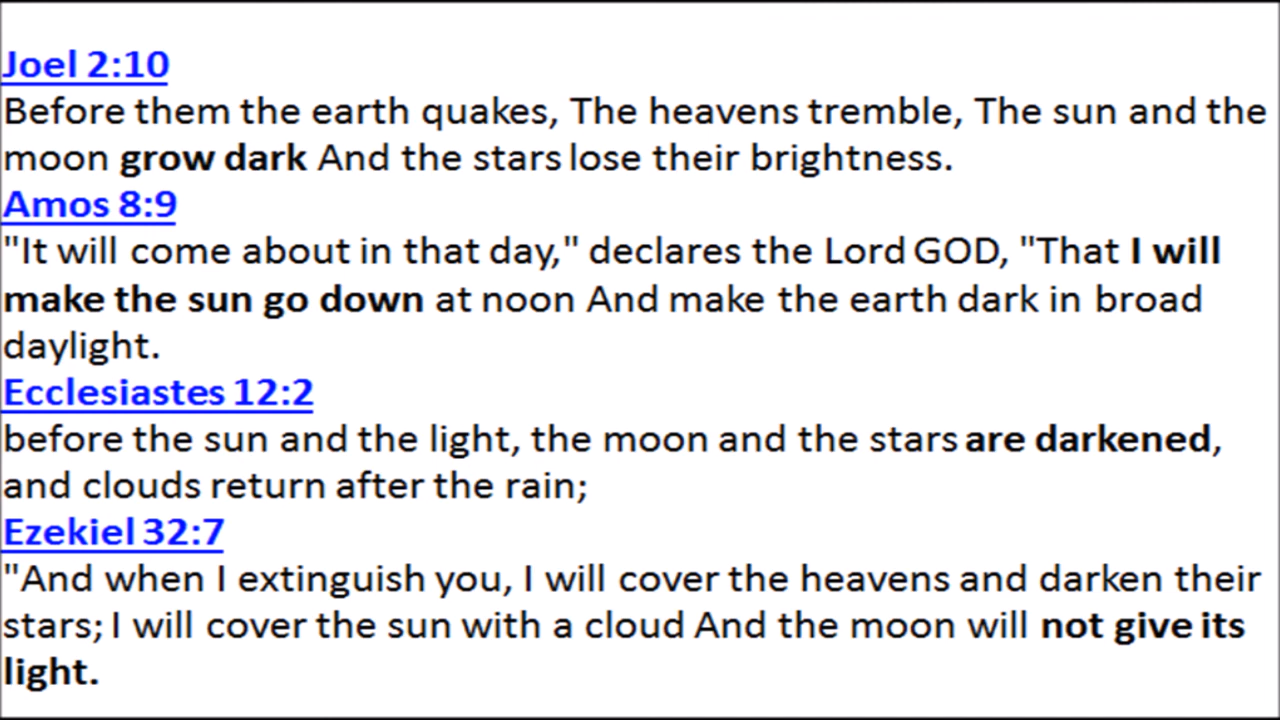 Joel 2:10
Before them the earth quakes, The heavens tremble, The sun and the
moon grow dark And the stars lose their brightness.
Amos 8:9
"It will come about in that day," declares the Lord GOD, "That I will
make the sun go down at noon And make the earth dark in broad
daylight.
Ecclesiastes 12:2
before the sun and the light, the moon and the stars are darkened,
and clouds return after the rain;
Ezekiel 32:7
"And when I extinguish you, I will cover the heavens and darken their
stars; I will cover the sun with a cloud And the moon will not give its
light.